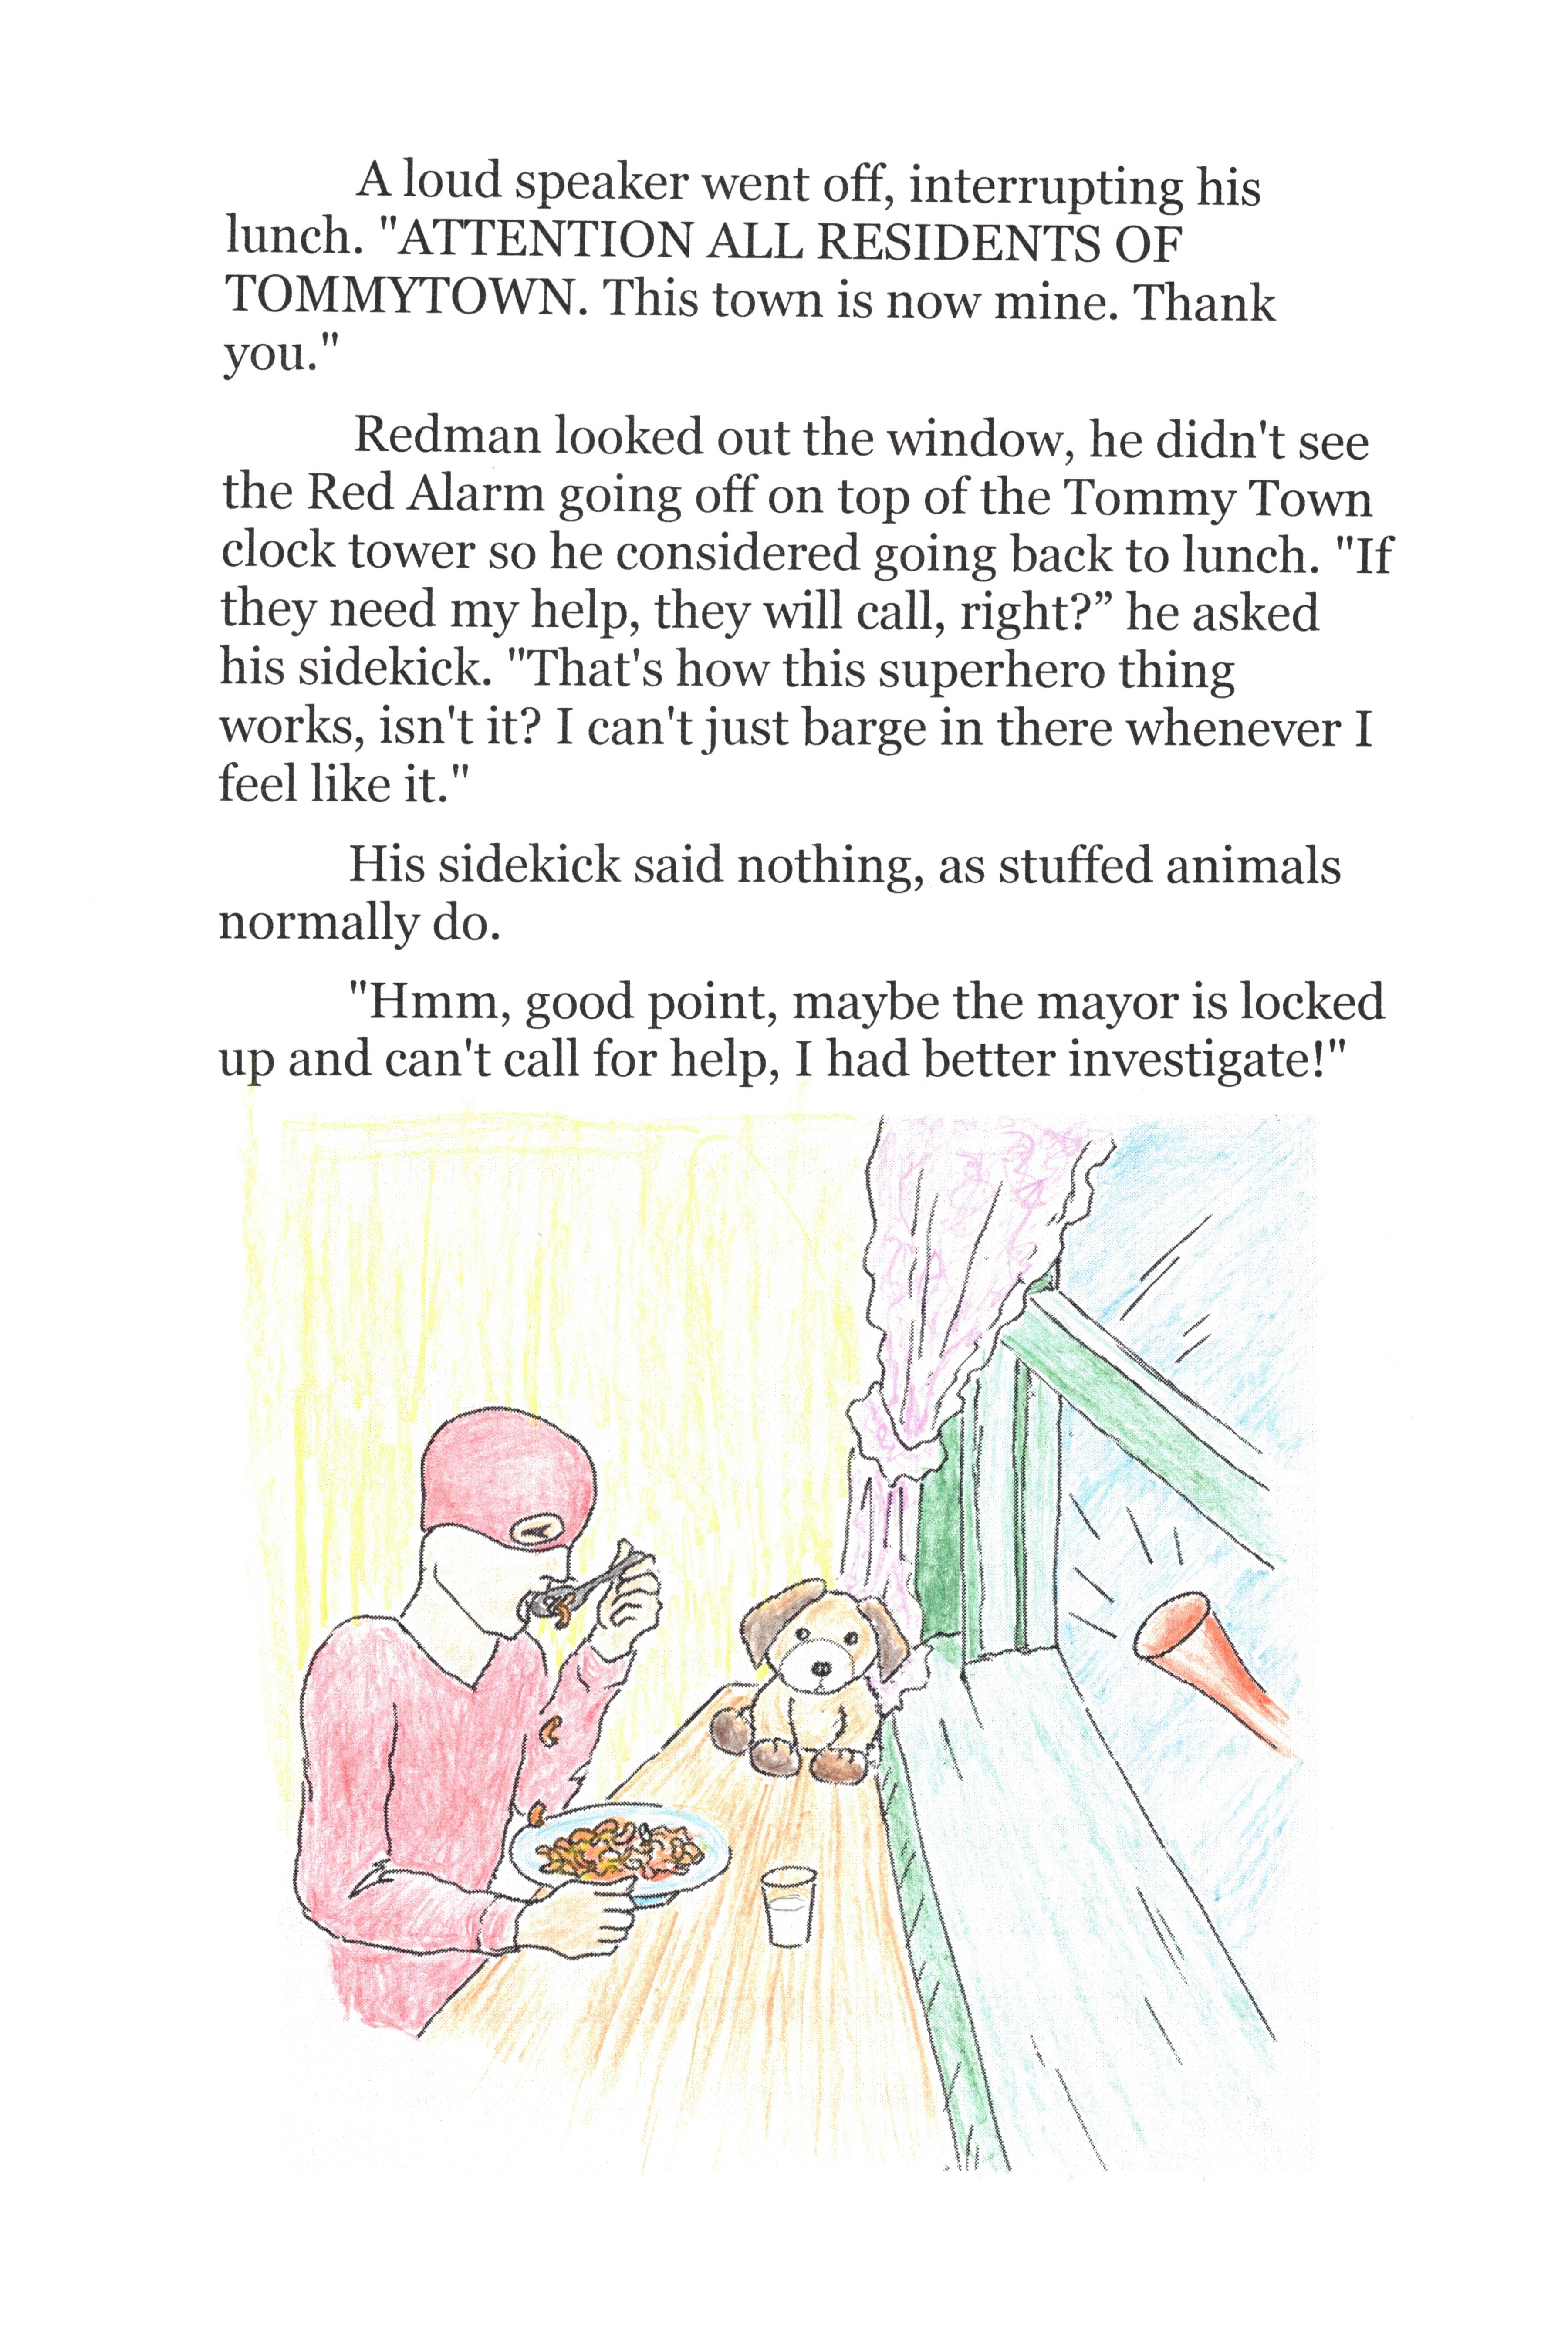 A loud speaker went off, interrupting his
lunch. "ATTENTION ALL RESIDENTS OF
TOMMYTOWN. This town is now mine. Thank
you."
Redman looked out the window, he didn't see
the Red Alarm going off on top of the Tommy Town
clock tower so he considered going back to lunch. "If
they need my help, they will call, right?” he asked
his sidekick. "That's how this superhero thing
works, isn't it? I can't just barge in there whenever I
feel like it."
His sidekick said nothing, as stuffed animals
normally do.
"Hmm, good point, maybe the mayor is locked
up and can't call for help, I had better investigate!"